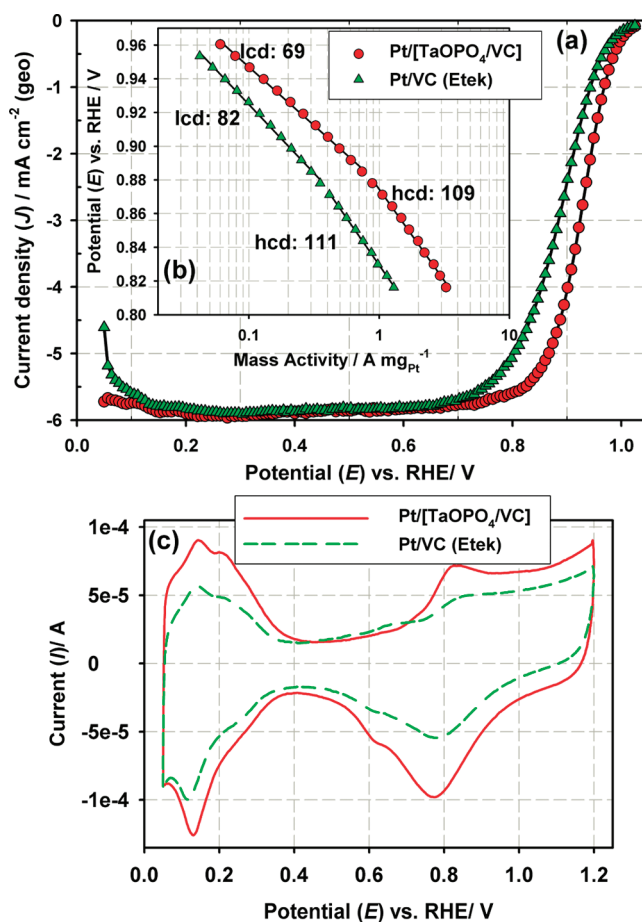 (a)
Pt/[TaOPO₄/VC]
Pt/VC (Etek)
Current density (J) / mA cm⁻² (geo)
0
-1
-2
-3
-4
-5
-6
0.0 0.2 0.4 0.6 0.8 1.0
Potential (E) vs. RHE/ V
(b)
Potential (E) vs. RHE / V
0.96
0.94
0.92
0.90
0.88
0.86
0.84
0.82
0.80
lcd: 69
lcd: 82
hcd: 109
hcd: 111
0.1 1 10
Mass Activity / A mgPt⁻¹
(c)
Pt/[TaOPO₄/VC]
Pt/VC (Etek)
Current (I)/ A
1e-4
5e-5
0
-5e-5
-1e-4
0.0 0.2 0.4 0.6 0.8 1.0 1.2
Potential (E) vs. RHE/ V